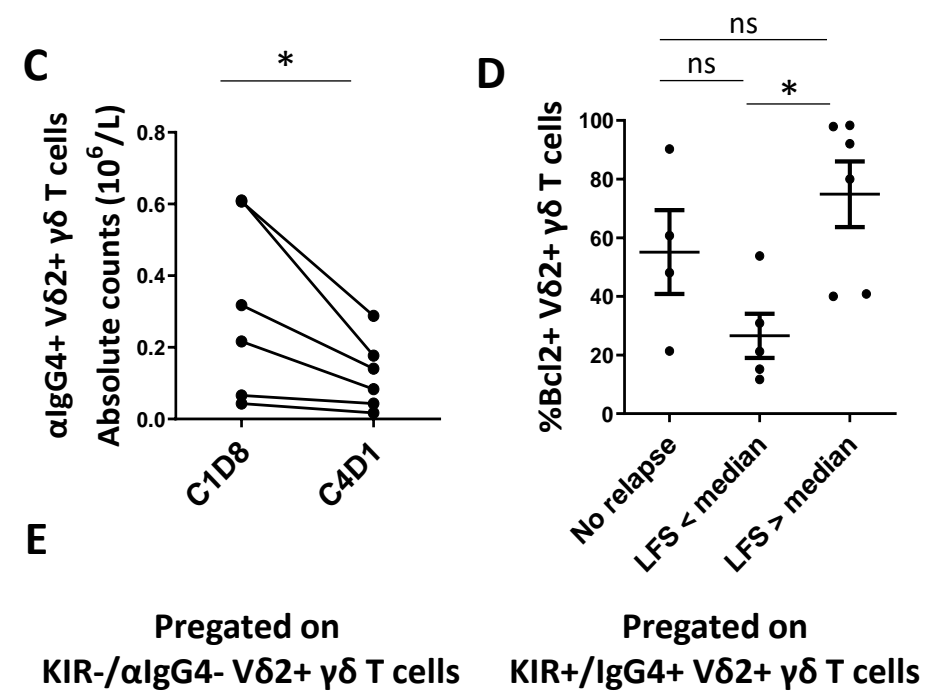 C
*
αIgG4+ Vδ2+ γδ T cells
Absolute counts (10⁶/L)
0.8
0.6
0.4
0.2
0.0
C1D8
C4D1
D
ns
ns
*
%Bcl2+ Vδ2+ γδ T cells
100
80
60
40
20
0
No relapse
LFS < median
LFS > median
E
Pregated on
KIR-/αIgG4- Vδ2+ γδ T cells
Pregated on
KIR+/IgG4+ Vδ2+ γδ T cells